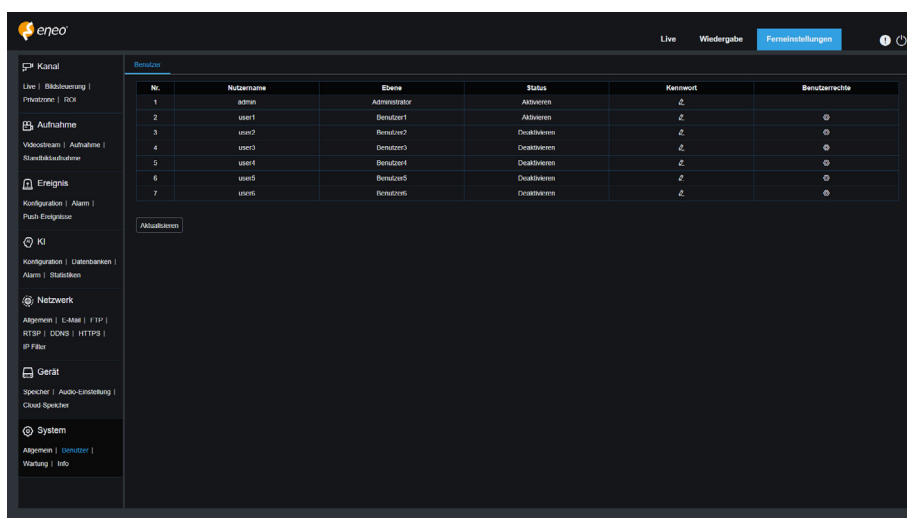 eneo
Live Wiedergabe Ferneinstellungen
Kanal
Live | Bildsteuerung |
Privatzone | ROI
Aufnahme
Videostream | Aufnahme |
Standbildaufnahme
Ereignis
Konfiguration | Alarm |
Push-Ereignisse
KI
Konfiguration | Datenbanken |
Alarm | Statistiken
Netzwerk
Allgemein | E-Mail | FTP |
RTSP | DDNS | HTTPS |
IP Filter
Gerät
Speicher | Audio-Einstellung |
Cloud-Speicher
System
Allgemein | Benutzer |
Wartung | Info
Benutzer
Nr. Nutzername Ebene Status Kennwort Benutzerrechte
1 admin Administrator Aktivieren
2 user1 Benutzer1 Aktivieren
3 user2 Benutzer2 Deaktivieren
4 user3 Benutzer3 Deaktivieren
5 user4 Benutzer4 Deaktivieren
6 user5 Benutzer5 Deaktivieren
7 user6 Benutzer6 Deaktivieren
Aktualisieren